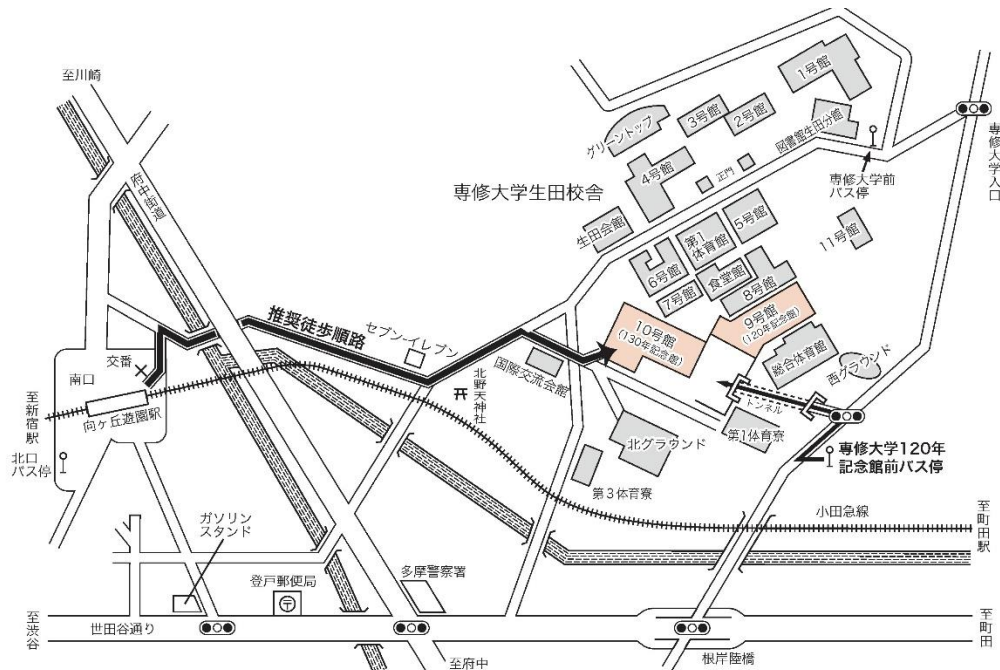 至川崎
府中街道
1号館
2号館
3号館
グリーントップ
4号館
図書館生田分館
正門
専修大学前
バス停
専修大学入口
専修大学生田校舎
生田会館
5号館
第1
体育館
6号館
7号館
食堂館
8号館
11号館
9号館
(120年記念館)
10号館
(130年記念館)
総合体育館
西グラウンド
トンネル
推奨徒歩順路
セブン-イレブン
国際交流会館
北野天神社
交番
南口
至新宿駅
向ヶ丘遊園駅
北口
バス停
北グラウンド
第1体育寮
第3体育寮
専修大学120年
記念館前バス停
小田急線
至町田駅
ガソリン
スタンド
登戸郵便局
〒
多摩警察署
至渋谷
世田谷通り
至府中
根岸陸橋
至町田